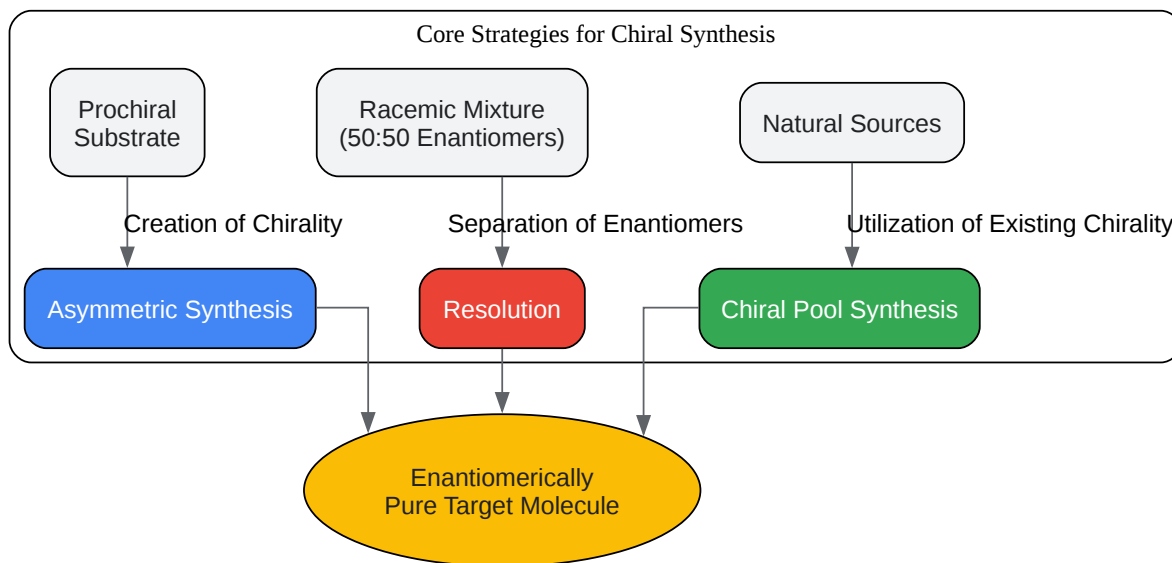 Core Strategies for Chiral Synthesis
Prochiral
Substrate
Racemic Mixture
(50:50 Enantiomers)
Natural Sources
Creation of Chirality
Separation of Enantiomers
Utilization of Existing Chirality
Asymmetric Synthesis
Resolution
Chiral Pool Synthesis
Enantiomerically
Pure Target Molecule